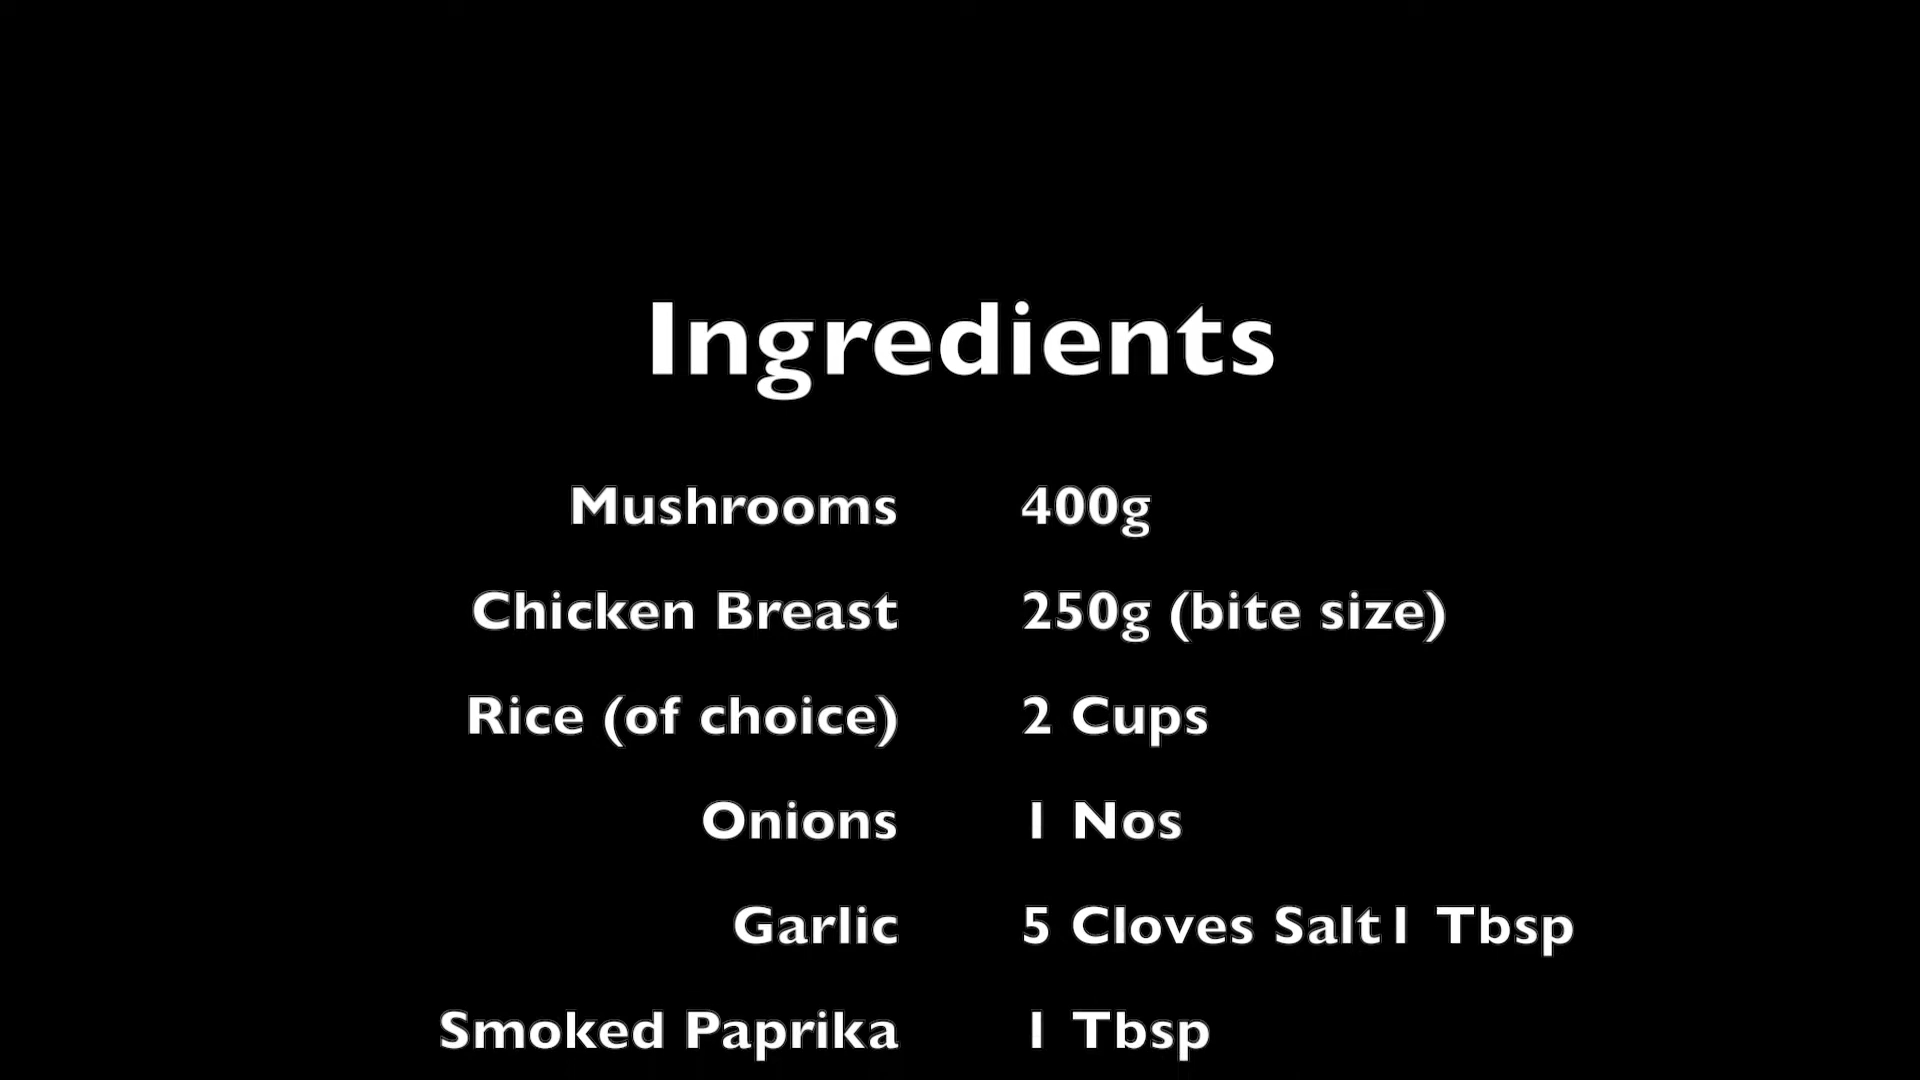 Ingredients
Mushrooms 400g
Chicken Breast 250g (bite size)
Rice (of choice) 2 Cups
Onions 1 Nos
Garlic 5 Cloves Salt1 Tbsp
Smoked Paprika 1 Tbsp